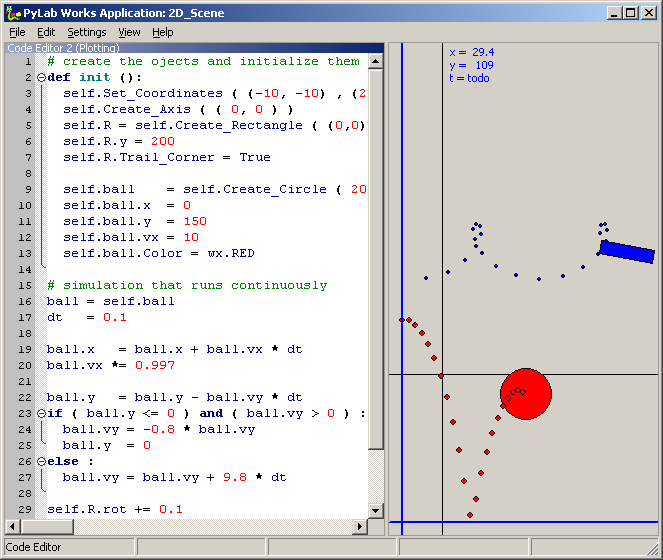 PyLab Works Application: 2D_Scene
File Edit Settings View Help
Code Editor 2 (Plotting)
1 # create the ojects and initialize them
2 def init ():
3 self.Set_Coordinates ( (-10, -10) , (2
4 self.Create_Axis ( ( 0, 0 ) )
5 self.R = self.Create_Rectangle ( (0,0)
6 self.R.y = 200
7 self.R.Trail_Corner = True
8
9 self.ball = self.Create_Circle ( 20
10 self.ball.x = 0
11 self.ball.y = 150
12 self.ball.vx = 10
13 self.ball.Color = wx.RED
14
15 # simulation that runs continuously
16 ball = self.ball
17 dt = 0.1
18
19 ball.x = ball.x + ball.vx * dt
20 ball.vx *= 0.997
21
22 ball.y = ball.y - ball.vy * dt
23 if ( ball.y <= 0 ) and ( ball.vy > 0 ) :
24 ball.vy = -0.8 * ball.vy
25 ball.y = 0
26 else :
27 ball.vy = ball.vy + 9.8 * dt
28
29 self.R.rot += 0.1
x = 29.4
y = 109
t = todo
Code Editor